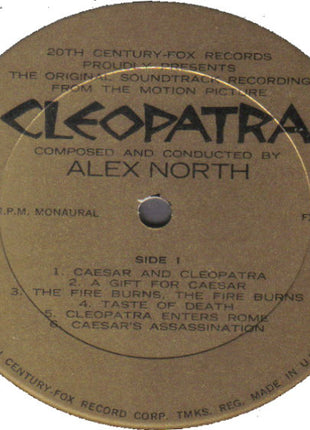 20TH CENTURY-FOX RECORDS
PROUDLY PRESENTS
THE ORIGINAL SOUNDTRACK RECORDING
FROM THE MOTION PICTURE
CLEOPATRA
COMPOSED AND CONDUCTED BY
ALEX NORTH
R.P.M. MONAURAL
SIDE 1
1. CAESAR AND CLEOPATRA
2. A GIFT FOR CAESAR
3. THE FIRE BURNS, THE FIRE BURNS
4. TASTE OF DEATH
5. CLEOPATRA ENTERS ROME
6. CAESAR'S ASSASSINATION
CENTURY-FOX RECORD CORP. TMKS. REG. MADE IN U.